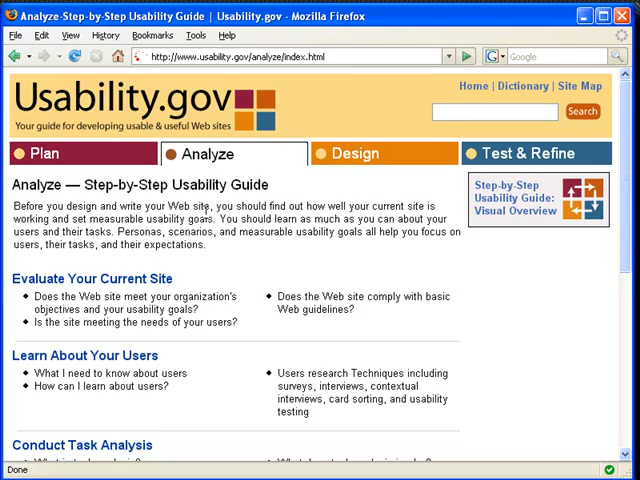 Analyze-Step-by-Step Usability Guide | Usability.gov - Mozilla Firefox
File Edit View History Bookmarks Tools Help
http://www.usability.gov/analyze/index.html
Google
Usability.gov
Your guide for developing usable & useful Web sites
Home | Dictionary | Site Map
Search
Plan
Analyze
Design
Test & Refine
Analyze — Step-by-Step Usability Guide
Before you design and write your Web site, you should find out how well your current site is
working and set measurable usability goals. You should learn as much as you can about your
users and their tasks. Personas, scenarios, and measurable usability goals all help you focus on
users, their tasks, and their expectations.
Step-by-Step
Usability Guide:
Visual Overview
Evaluate Your Current Site
Does the Web site meet your organization's
objectives and your usability goals?
Is the site meeting the needs of your users?
Does the Web site comply with basic
Web guidelines?
Learn About Your Users
What I need to know about users
How can I learn about users?
Users research Techniques including
surveys, interviews, contextual
interviews, card sorting, and usability
testing
Conduct Task Analysis
Done